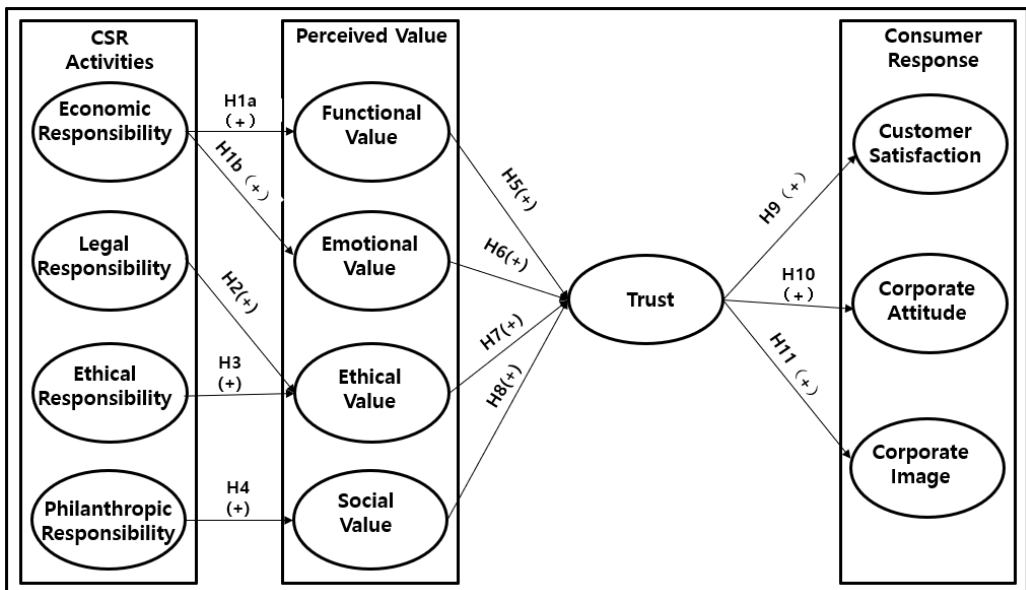 CSR
Activities
Economic
Responsibility
Legal
Responsibility
Ethical
Responsibility
Philanthropic
Responsibility
H1a
(+)
H1b (+)
H2(+)
H3
(+)
H4
(+)
Perceived Value
Functional
Value
Emotional
Value
Ethical
Value
Social
Value
H5(+)
H6(+)
H7(+)
H8(+)
Trust
H9 (+)
H10
(+)
H11 (+)
Consumer
Response
Customer
Satisfaction
Corporate
Attitude
Corporate
Image